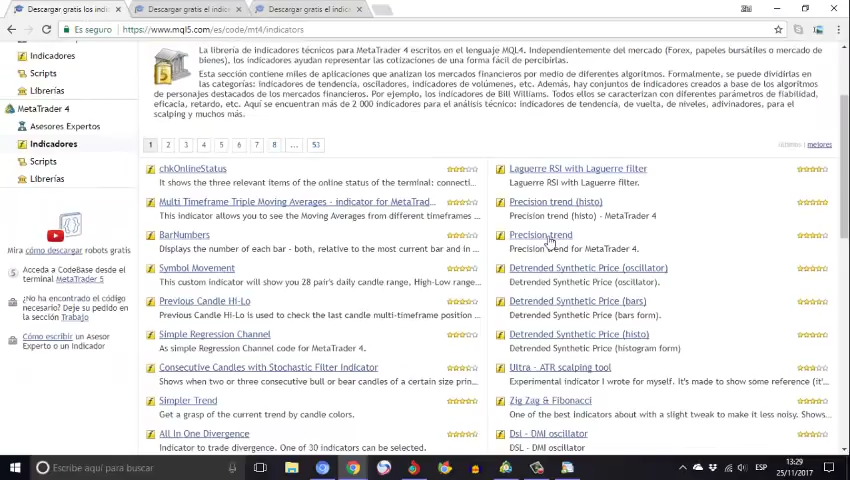 Descargar gratis los ind
Descargar gratis el indic
Descargar gratis el indic
Es seguro
https://www.mql5.com/es/code/mt4/indicators
Indicadores
Scripts
Librerías
MetaTrader 4
Asesores Expertos
Indicadores
Scripts
Librerías
Mira cómo descargar robots gratis
Acceda a CodeBase desde el
terminal MetaTrader 5
¿No ha encontrado el código
necesario? Deje su pedido en
la sección Trabajo
Cómo escribir un Asesor
Experto o un Indicador
La librería de indicadores técnicos para MetaTrader 4 escritos en el lenguaje MQL4. Independientemente del mercado (Forex, papeles bursátiles o mercado de
bienes), los indicadores ayudan representar las cotizaciones de una forma fácil de percibirlas.
Esta sección contiene miles de aplicaciones que analizan los mercados financieros por medio de diferentes algoritmos. Formalmente, se puede dividirlas
en las categorías: Indicadores de tendencia, osciladores, indicadores de volúmenes, etc. Además, hay conjuntos de indicadores creados a base de los algoritmos
de personajes destacados de los mercados financieros. Por ejemplo, los indicadores de Bill Williams. Todos ellos se caracterizan con diferentes parámetros de fiabilidad,
eficacia, retardo, etc. Aquí se encuentran más de 2 000 indicadores para el análisis técnico: indicadores de tendencia, de vuelta, de niveles, adivinadores, para el
scalping y muchos más.
1 2 3 4 5 6 7 8 ... 53
últimos | mejores
chkOnlineStatus
It shows the three relevant items of the online status of the terminal: connecti...
Multi Timeframe Triple Moving Averages - indicator for MetaTrad...
This indicator allows you to see the Moving Averages from different timeframes ...
BarNumbers
Displays the number of each bar - both, relative to the most current bar and in ...
Symbol Movement
This custom indicator will show you 28 pair's daily candle range, High-Low range...
Previous Candle Hi-Lo
Previous Candle Hi-Lo is used to check the last candle multi-timeframe position ...
Simple Regression Channel
As simple Regression Channel code for MetaTrader 4.
Consecutive Candles with Stochastic Filter Indicator
Shows when two or three consecutive bull or bear candles of a certain size prin...
Simpler Trend
Get a grasp of the current trend by candle colors.
All In One Divergence
Indicator to trade divergence. One of 30 indicators can be selected.
Laguerre RSI with Laguerre filter
Laguerre RSI with Laguerre filter.
Precision trend (histo)
Precision trend (histo) - MetaTrader 4
Precision trend
Precision trend for MetaTrader 4.
Detrended Synthetic Price (oscillator)
Detrended Synthetic Price (oscillator).
Detrended Synthetic Price (bars)
Detrended Synthetic Price (bars form).
Detrended Synthetic Price (histo)
Detrended Synthetic Price (histogram form)
Ultra - ATR scalping tool
Experimental indicator I wrote for myself. It's made to show some reference (it'...
Zig Zag & Fibonacci
One of the best indicators about with a slight tweak to make it less noisy. Shows...
Dsl - DMI oscillator
DSL - DMI oscillator
Escribe aquí para buscar
ESP
13:29
25/11/2017